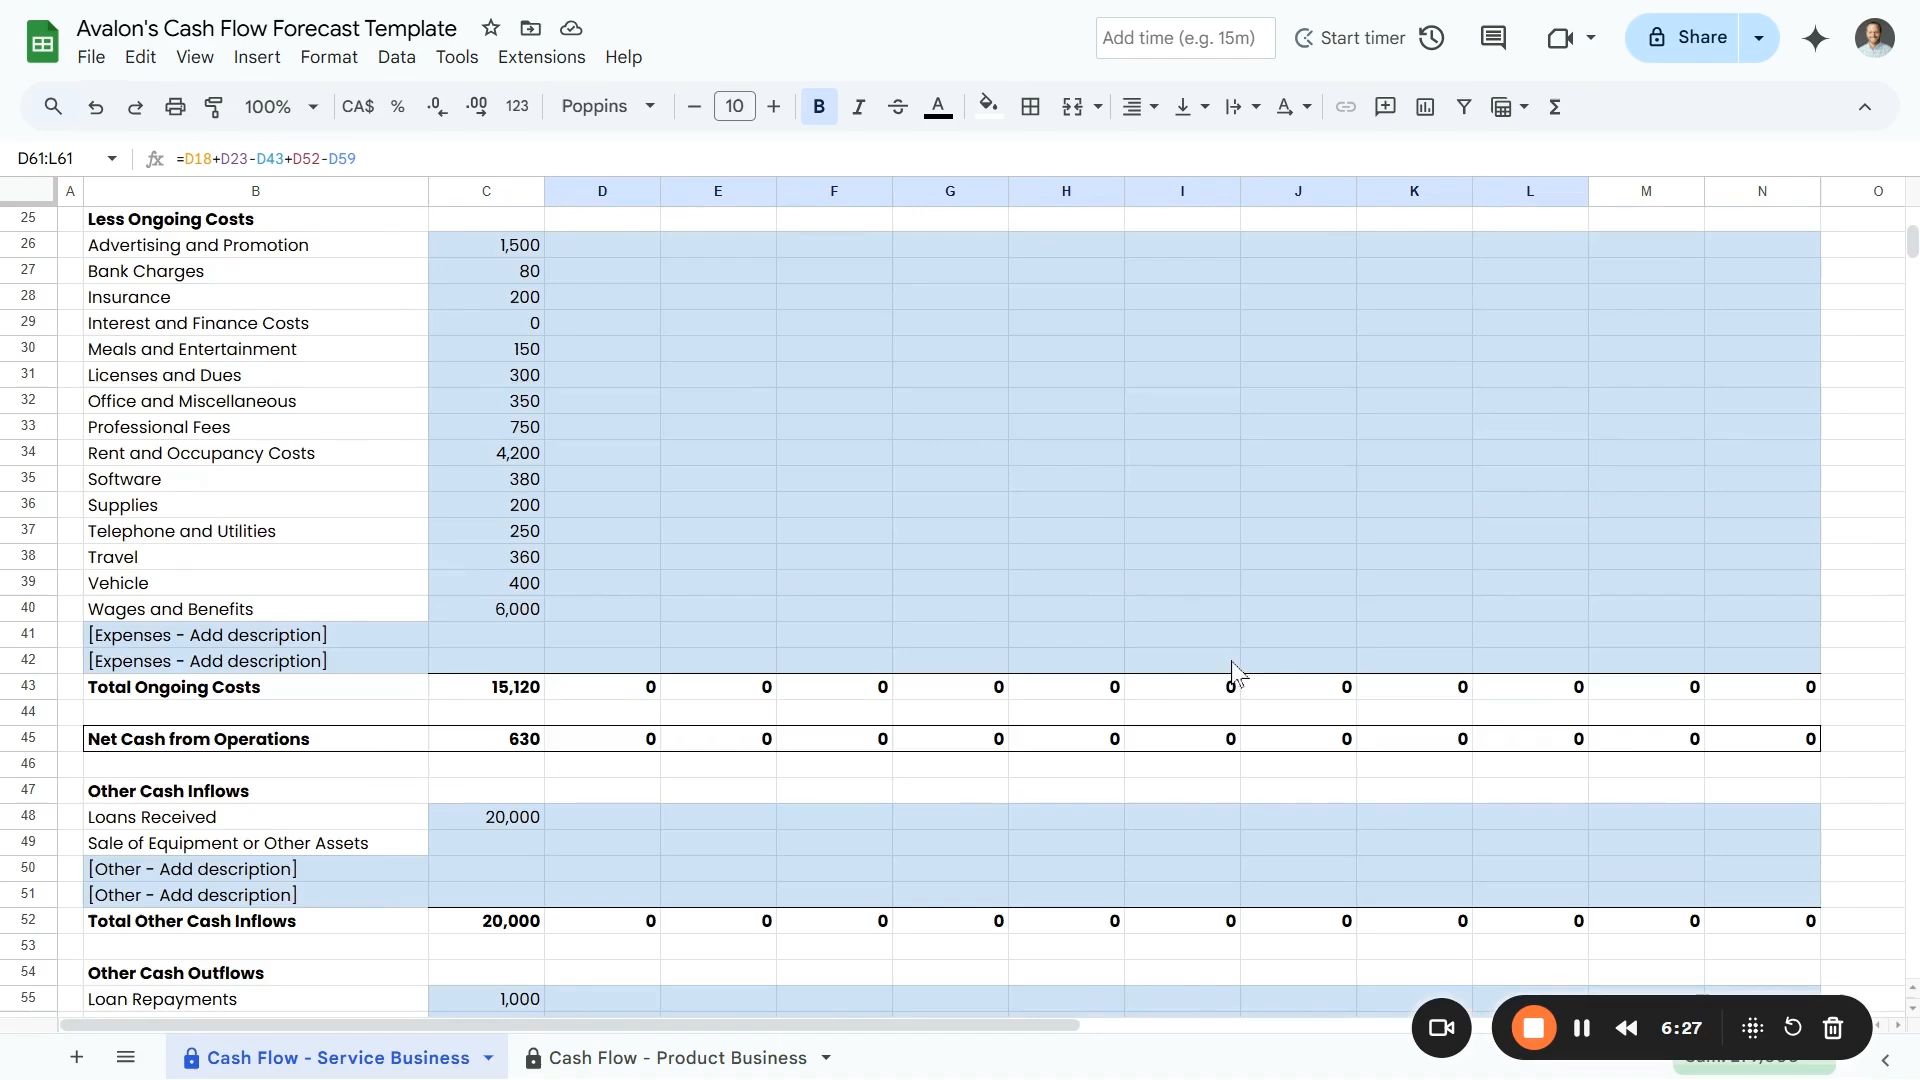 Avalon's Cash Flow Forecast Template
Add time (e.g. 15m)
Start timer
Share
File Edit View Insert Format Data Tools Extensions Help
100% CA$ % .0 .00 123 Poppins − 10 + B I S A
D61:L61 fx =D18+D23-D43+D52-D59
A B C D E F G H I J K L M N O
25 Less Ongoing Costs
26 Advertising and Promotion 1,500
27 Bank Charges 80
28 Insurance 200
29 Interest and Finance Costs 0
30 Meals and Entertainment 150
31 Licenses and Dues 300
32 Office and Miscellaneous 350
33 Professional Fees 750
34 Rent and Occupancy Costs 4,200
35 Software 380
36 Supplies 200
37 Telephone and Utilities 250
38 Travel 360
39 Vehicle 400
40 Wages and Benefits 6,000
41 [Expenses - Add description]
42 [Expenses - Add description]
43 Total Ongoing Costs 15,120 0 0 0 0 0 0 0 0 0 0 0
44
45 Net Cash from Operations 630 0 0 0 0 0 0 0 0 0 0 0
46
47 Other Cash Inflows
48 Loans Received 20,000
49 Sale of Equipment or Other Assets
50 [Other - Add description]
51 [Other - Add description]
52 Total Other Cash Inflows 20,000 0 0 0 0 0 0 0 0 0 0 0
53
54 Other Cash Outflows
55 Loan Repayments 1,000
6:27
Cash Flow - Service Business Cash Flow - Product Business